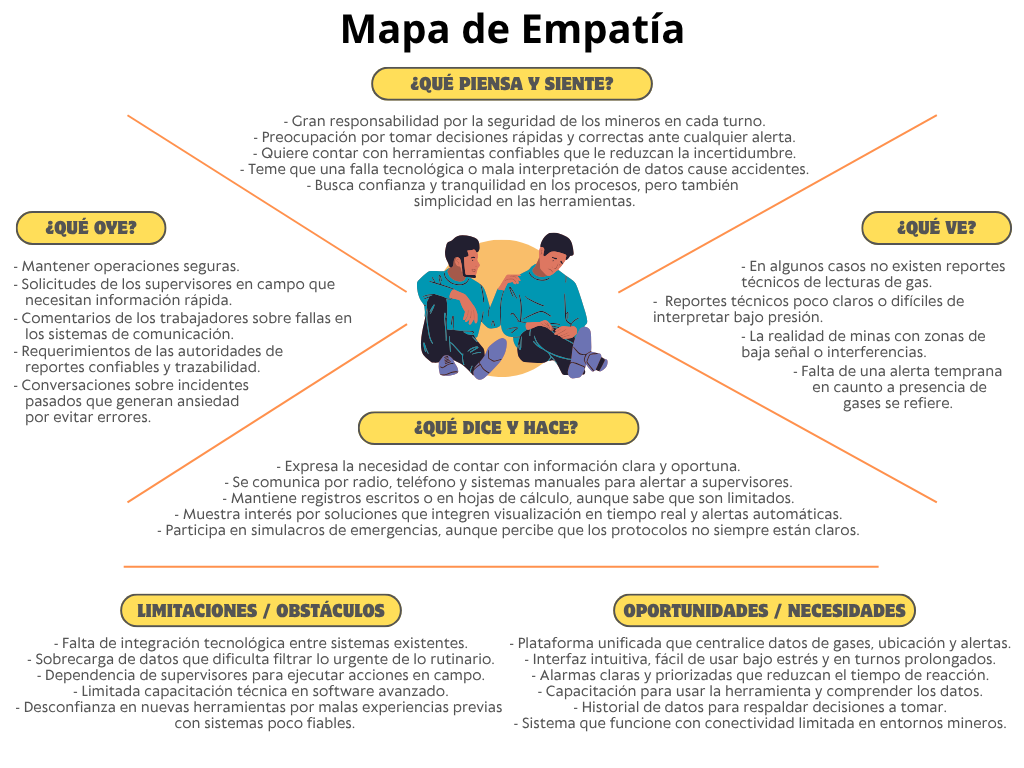 Mapa de Empatía
¿QUÉ PIENSA Y SIENTE?
- Gran responsabilidad por la seguridad de los mineros en cada turno.
- Preocupación por tomar decisiones rápidas y correctas ante cualquier alerta.
- Quiere contar con herramientas confiables que le reduzcan la incertidumbre.
- Teme que una falla tecnológica o mala interpretación de datos cause accidentes.
- Busca confianza y tranquilidad en los procesos, pero también
simplicidad en las herramientas.
¿QUÉ OYE?
- Mantener operaciones seguras.
- Solicitudes de los supervisores en campo que
necesitan información rápida.
- Comentarios de los trabajadores sobre fallas en
los sistemas de comunicación.
- Requerimientos de las autoridades de
reportes confiables y trazabilidad.
- Conversaciones sobre incidentes
pasados que generan ansiedad
por evitar errores.
¿QUÉ VE?
- En algunos casos no existen reportes
técnicos de lecturas de gas.
- Reportes técnicos poco claros o difíciles de
interpretar bajo presión.
- La realidad de minas con zonas de
baja señal o interferencias.
- Falta de una alerta temprana
en caunto a presencia de
gases se refiere.
¿QUÉ DICE Y HACE?
- Expresa la necesidad de contar con información clara y oportuna.
- Se comunica por radio, teléfono y sistemas manuales para alertar a supervisores.
- Mantiene registros escritos o en hojas de cálculo, aunque sabe que son limitados.
- Muestra interés por soluciones que integren visualización en tiempo real y alertas automáticas.
- Participa en simulacros de emergencias, aunque percibe que los protocolos no siempre están claros.
LIMITACIONES / OBSTÁCULOS
- Falta de integración tecnológica entre sistemas existentes.
- Sobrecarga de datos que dificulta filtrar lo urgente de lo rutinario.
- Dependencia de supervisores para ejecutar acciones en campo.
- Limitada capacitación técnica en software avanzado.
- Desconfianza en nuevas herramientas por malas experiencias previas
con sistemas poco fiables.
OPORTUNIDADES / NECESIDADES
- Plataforma unificada que centralice datos de gases, ubicación y alertas.
- Interfaz intuitiva, fácil de usar bajo estrés y en turnos prolongados.
- Alarmas claras y priorizadas que reduzcan el tiempo de reacción.
- Capacitación para usar la herramienta y comprender los datos.
- Historial de datos para respaldar decisiones a tomar.
- Sistema que funcione con conectividad limitada en entornos mineros.